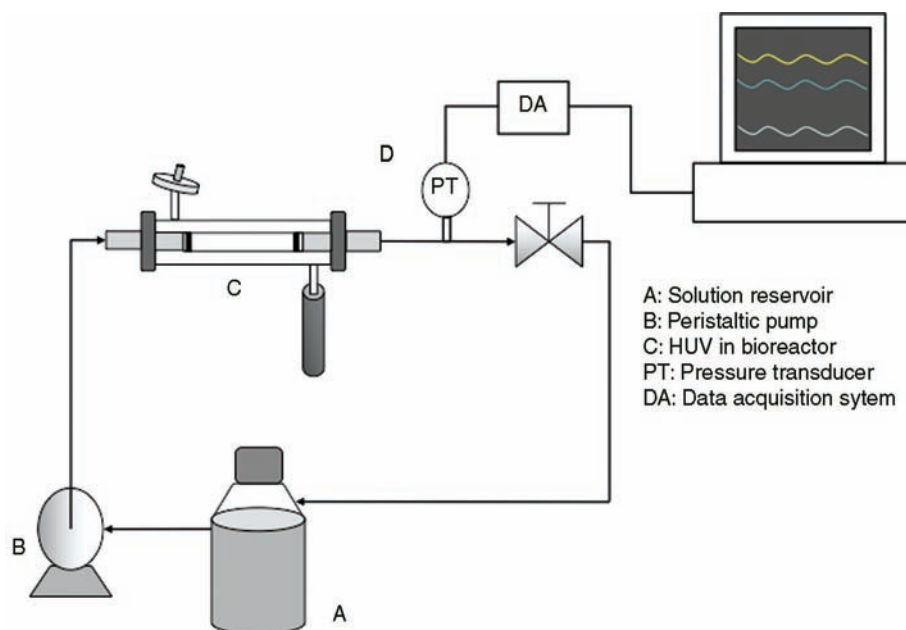 DA
D
PT
C
A: Solution reservoir
B: Peristaltic pump
C: HUV in bioreactor
PT: Pressure transducer
DA: Data acquisition sytem
B
A